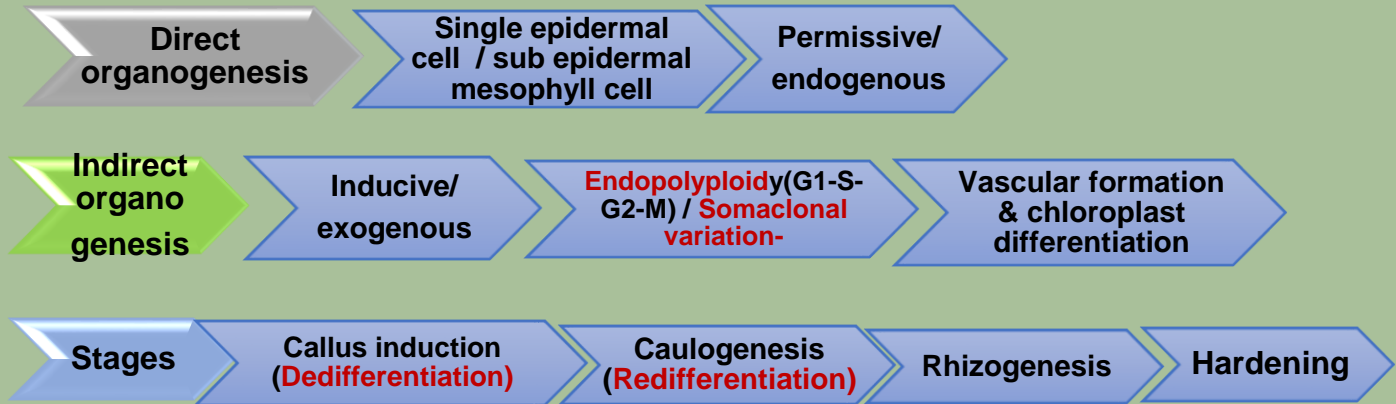 Direct
organogenesis
Single epidermal
cell / sub epidermal
mesophyll cell
Permissive/
endogenous
Indirect
organo
genesis
Inducive/
exogenous
Endopolyploidy(G1-S-
G2-M) / Somaclonal
variation-
Vascular formation
& chloroplast
differentiation
Stages
Callus induction
(Dedifferentiation)
Caulogenesis
(Redifferentiation)
Rhizogenesis
Hardening